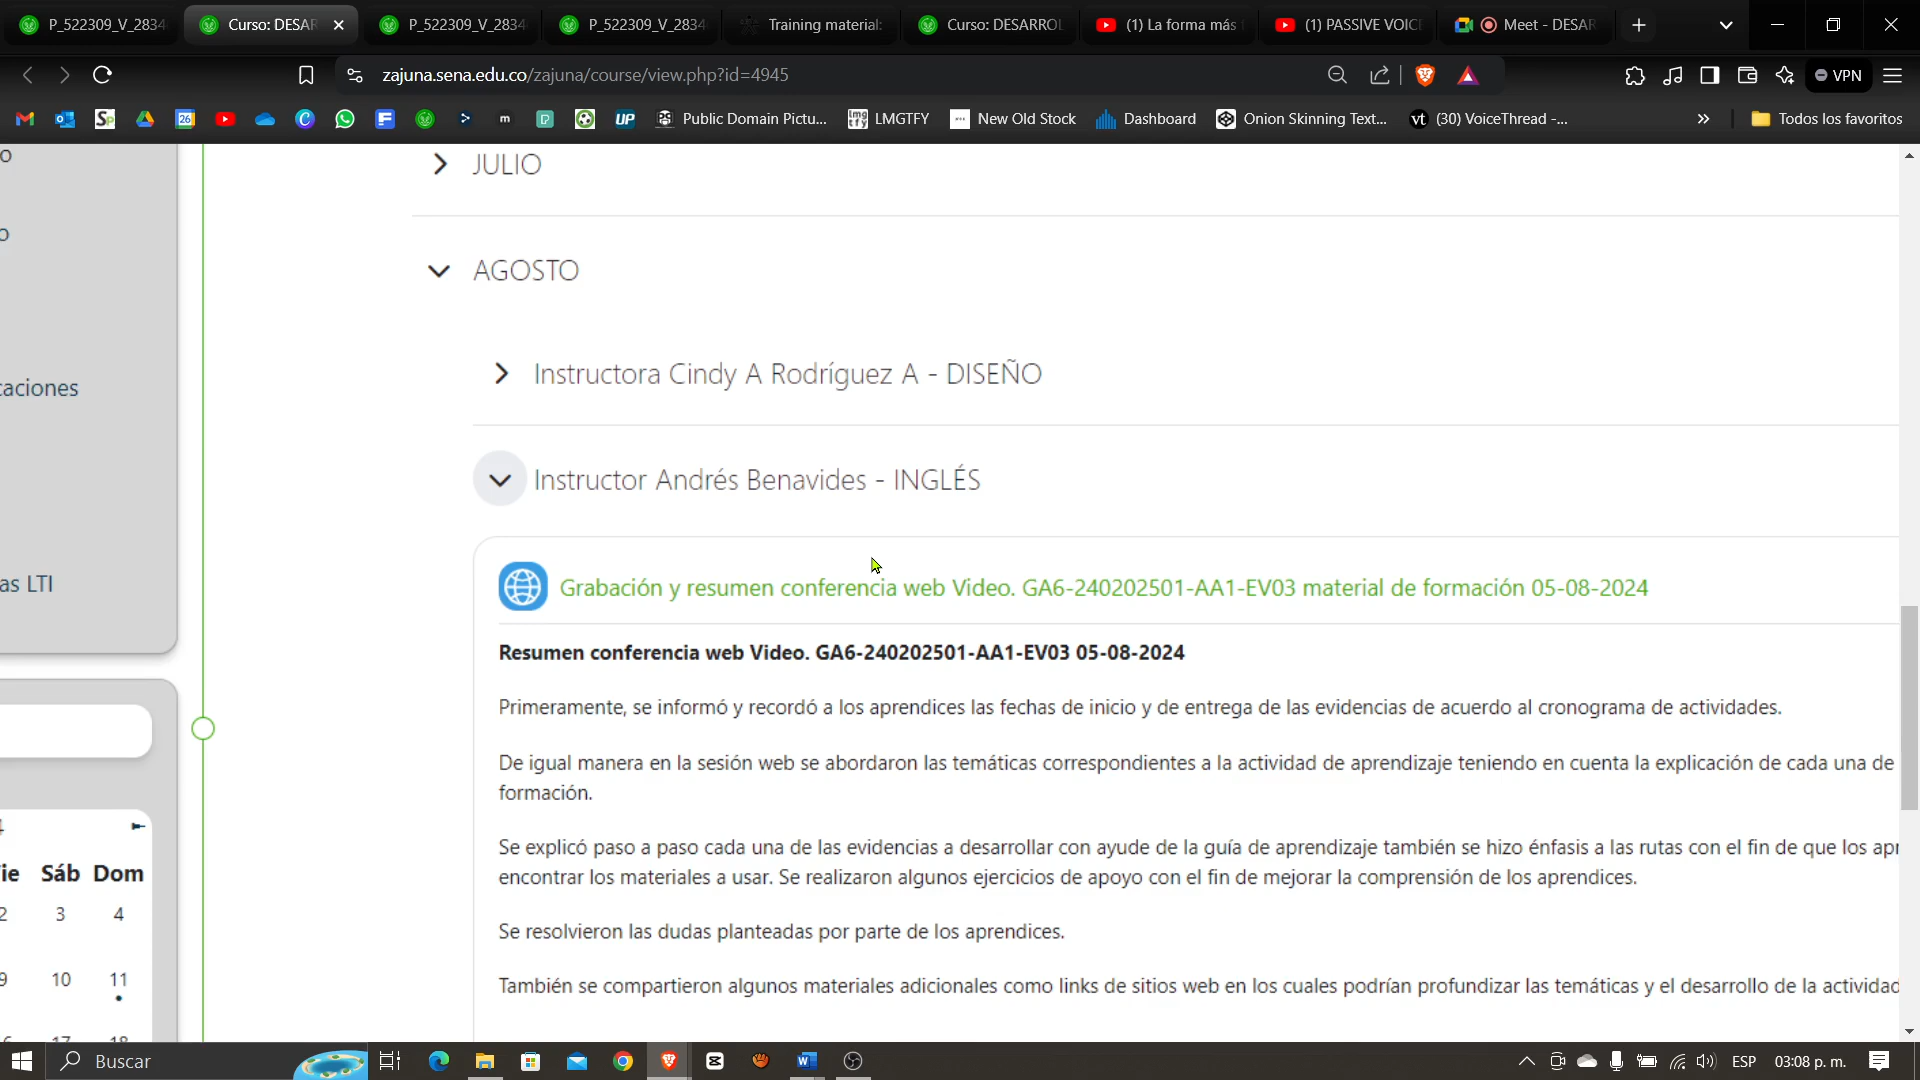 P_522309_V_2834
Curso: DESAR
P_522309_V_2834
P_522309_V_2834
Training material:
Curso: DESARROL
(1) La forma más
(1) PASSIVE VOICE
Meet - DESAR
zajuna.sena.edu.co/zajuna/course/view.php?id=4945
VPN
Public Domain Pictu...
LMGTFY
New Old Stock
Dashboard
Onion Skinning Text...
(30) VoiceThread -...
Todos los favoritos
o
JULIO
o
AGOSTO
Instructora Cindy A Rodríguez A - DISEÑO
caciones
Instructor Andrés Benavides - INGLÉS
as LTI
Grabación y resumen conferencia web Video. GA6-240202501-AA1-EV03 material de formación 05-08-2024
Resumen conferencia web Video. GA6-240202501-AA1-EV03 05-08-2024
Primeramente, se informó y recordó a los aprendices las fechas de inicio y de entrega de las evidencias de acuerdo al cronograma de actividades.
De igual manera en la sesión web se abordaron las temáticas correspondientes a la actividad de aprendizaje teniendo en cuenta la explicación de cada una de
formación.
Se explicó paso a paso cada una de las evidencias a desarrollar con ayude de la guía de aprendizaje también se hizo énfasis a las rutas con el fin de que los apr
encontrar los materiales a usar. Se realizaron algunos ejercicios de apoyo con el fin de mejorar la comprensión de los aprendices.
Se resolvieron las dudas planteadas por parte de los aprendices.
También se compartieron algunos materiales adicionales como links de sitios web en los cuales podrían profundizar las temáticas y el desarrollo de la actividad
ie Sáb Dom
2 3 4
9 10 11
Buscar
ESP
03:08 p. m.